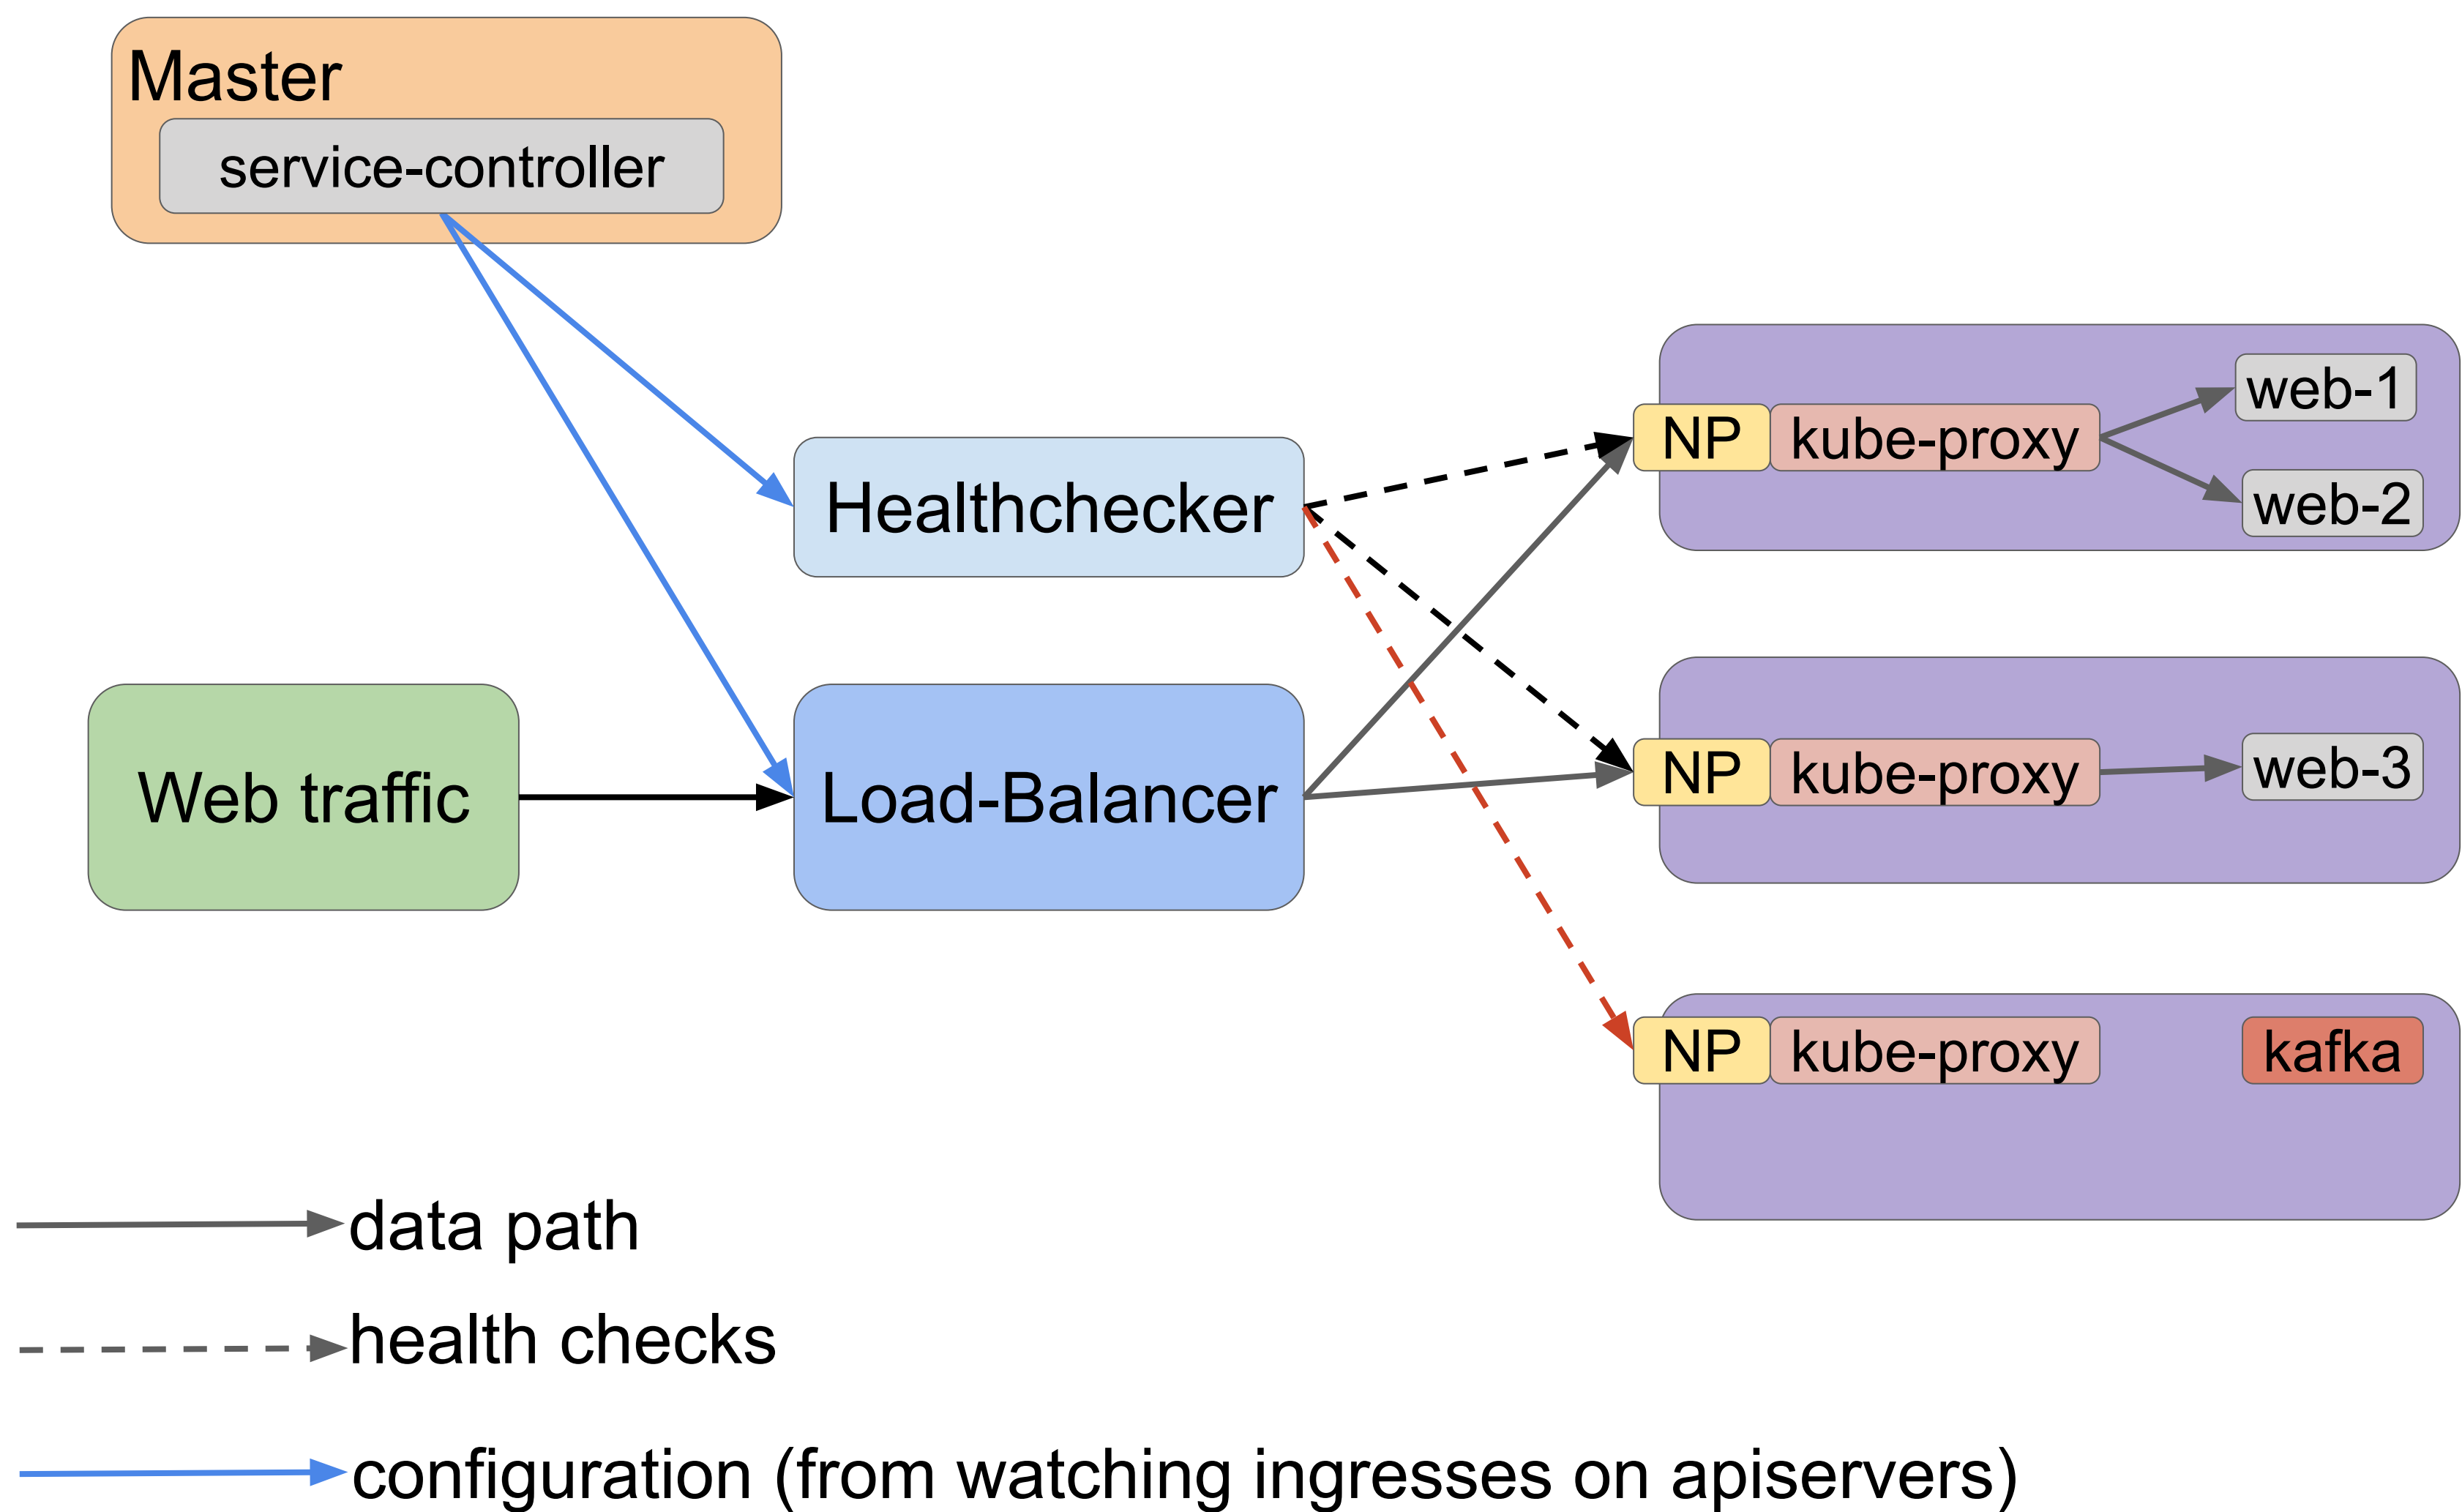 Master
service-controller
Healthchecker
NP
kube-proxy
web-1
web-2
Web traffic
Load-Balancer
NP
kube-proxy
web-3
NP
kube-proxy
kafka
data path
health checks
configuration (from watching ingresses on apiservers)